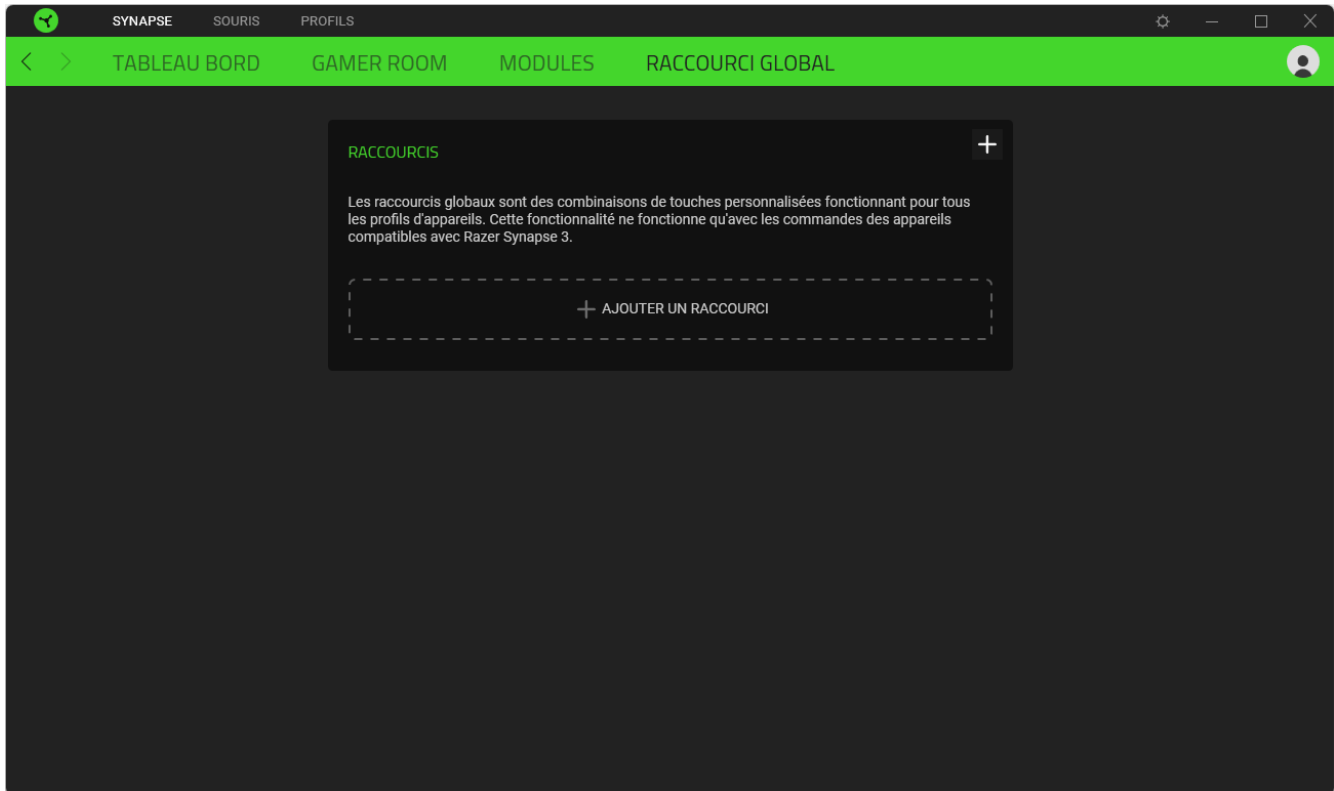 SYNAPSE SOURIS PROFILS
TABLEAU BORD GAMER ROOM MODULES RACCOURCI GLOBAL
RACCOURCIS
Les raccourcis globaux sont des combinaisons de touches personnalisées fonctionnant pour tous
les profils d'appareils. Cette fonctionnalité ne fonctionne qu'avec les commandes des appareils
compatibles avec Razer Synapse 3.
AJOUTER UN RACCOURCI